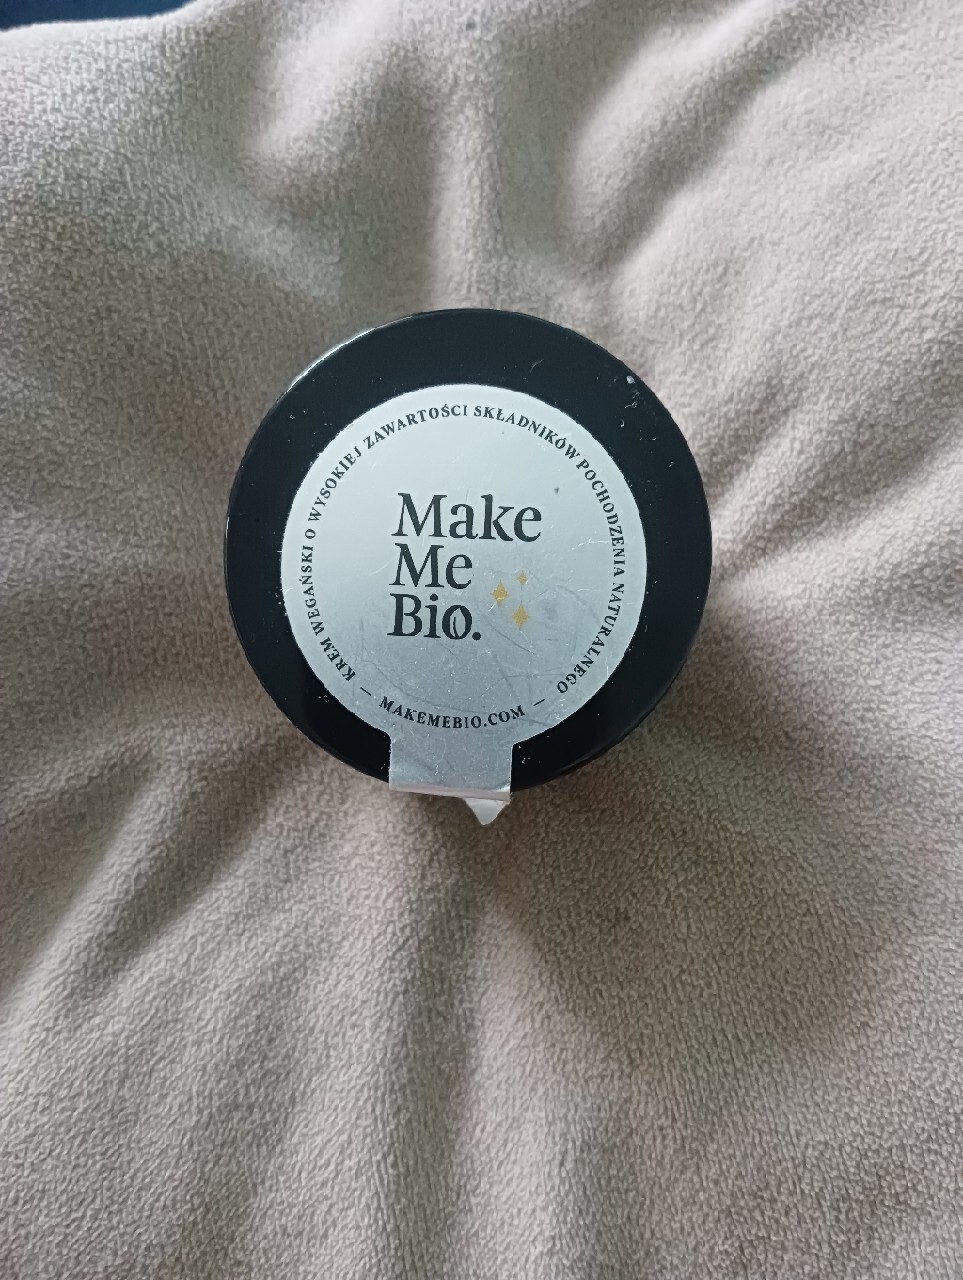 KREM WEGAŃSKI O WYSOKIEJ ZAWARTOŚCI SKŁADNIKÓW POCHODZENIA NATURALNEGO
Make
Me
Bio.
— MAKEMEBIO.COM —